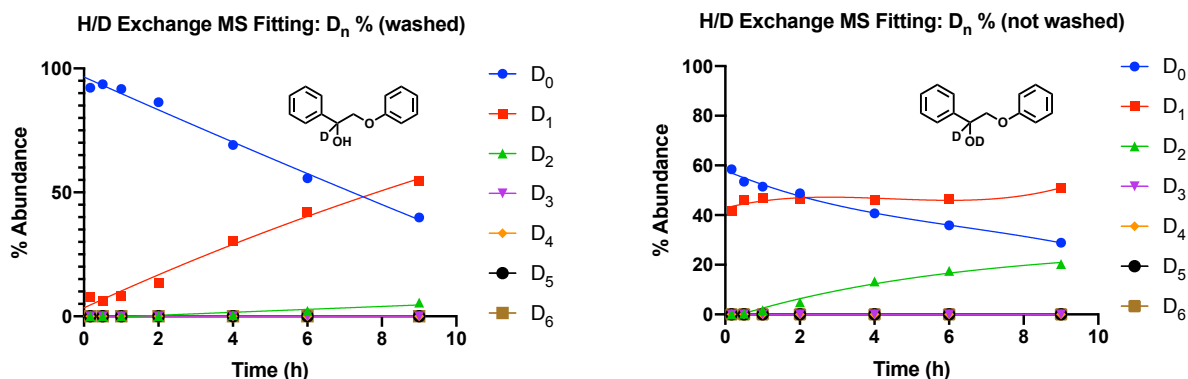 H/D Exchange MS Fitting: Dn % (washed)
100
50
0
% Abundance
0 2 4 6 8 10
Time (h)
D
OH
O
D0
D1
D2
D3
D4
D5
D6
H/D Exchange MS Fitting: Dn % (not washed)
100
80
60
40
20
0
% Abundance
0 2 4 6 8 10
Time (h)
D
OD
O
D0
D1
D2
D3
D4
D5
D6